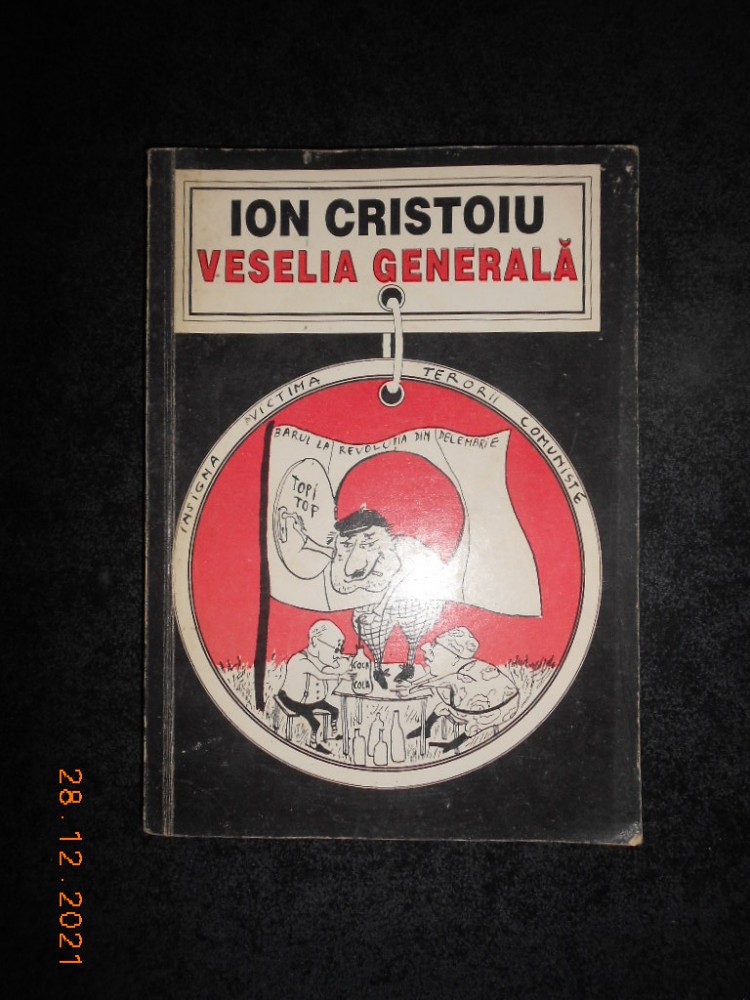 ION CRISTOIU
VESELIA GENERALĂ
INSIGNA VICTIMA TERORII COMUNISTE
BARUL LA REVOLUȚIA DIN DELEMARIE
TOPI
TOP
COCA
COLA
28.12.2021